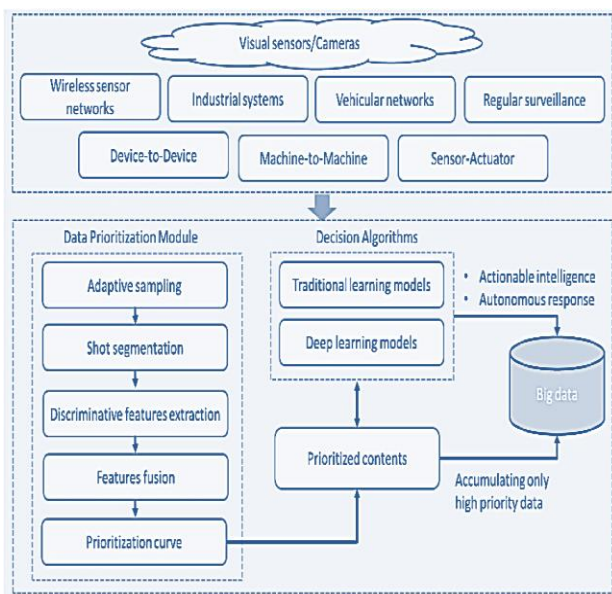 Visual sensors/Cameras
Wireless sensor
networks
Industrial systems
Vehicular networks
Regular surveillance
Device-to-Device
Machine-to-Machine
Sensor-Actuator
Data Prioritization Module
Adaptive sampling
Shot segmentation
Discriminative features extraction
Features fusion
Prioritization curve
Decision Algorithms
Traditional learning models
Deep learning models
• Actionable intelligence
• Autonomous response
Big data
Prioritized contents
Accumulating only
high priority data